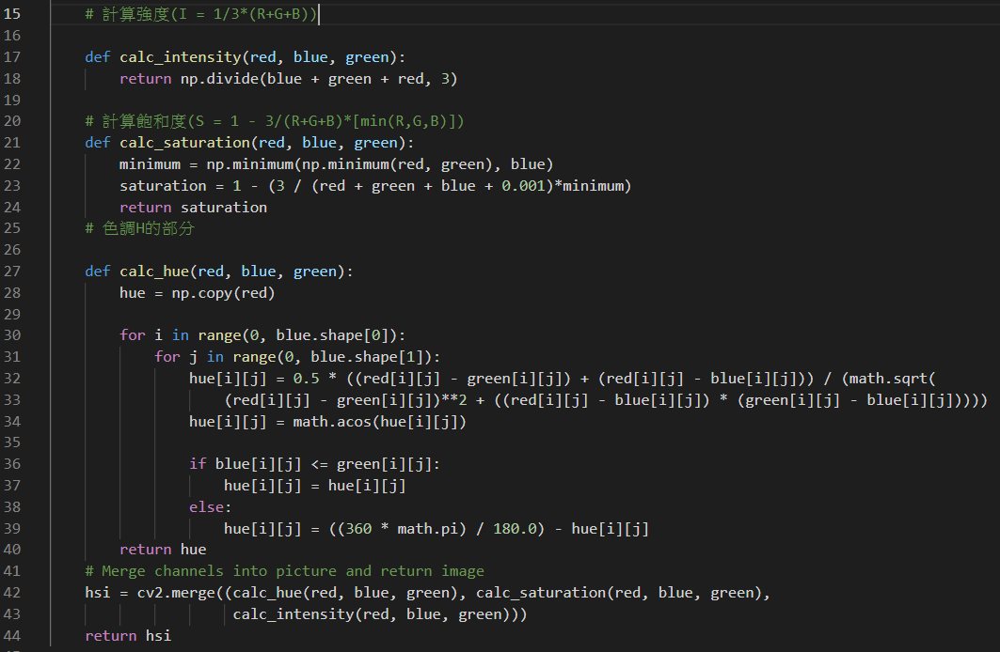 15 # 計算強度(I = 1/3*(R+G+B))
16
17 def calc_intensity(red, blue, green):
18 return np.divide(blue + green + red, 3)
19
20 # 計算飽和度(S = 1 - 3/(R+G+B)*[min(R,G,B)])
21 def calc_saturation(red, blue, green):
22 minimum = np.minimum(np.minimum(red, green), blue)
23 saturation = 1 - (3 / (red + green + blue + 0.001)*minimum)
24 return saturation
25 # 色調H的部分
26
27 def calc_hue(red, blue, green):
28 hue = np.copy(red)
29
30 for i in range(0, blue.shape[0]):
31 for j in range(0, blue.shape[1]):
32 hue[i][j] = 0.5 * ((red[i][j] - green[i][j]) + (red[i][j] - blue[i][j])) / (math.sqrt(
33 (red[i][j] - green[i][j])**2 + ((red[i][j] - blue[i][j]) * (green[i][j] - blue[i][j]))))
34 hue[i][j] = math.acos(hue[i][j])
35
36 if blue[i][j] <= green[i][j]:
37 hue[i][j] = hue[i][j]
38 else:
39 hue[i][j] = ((360 * math.pi) / 180.0) - hue[i][j]
40 return hue
41 # Merge channels into picture and return image
42 hsi = cv2.merge((calc_hue(red, blue, green), calc_saturation(red, blue, green),
43 calc_intensity(red, blue, green)))
44 return hsi